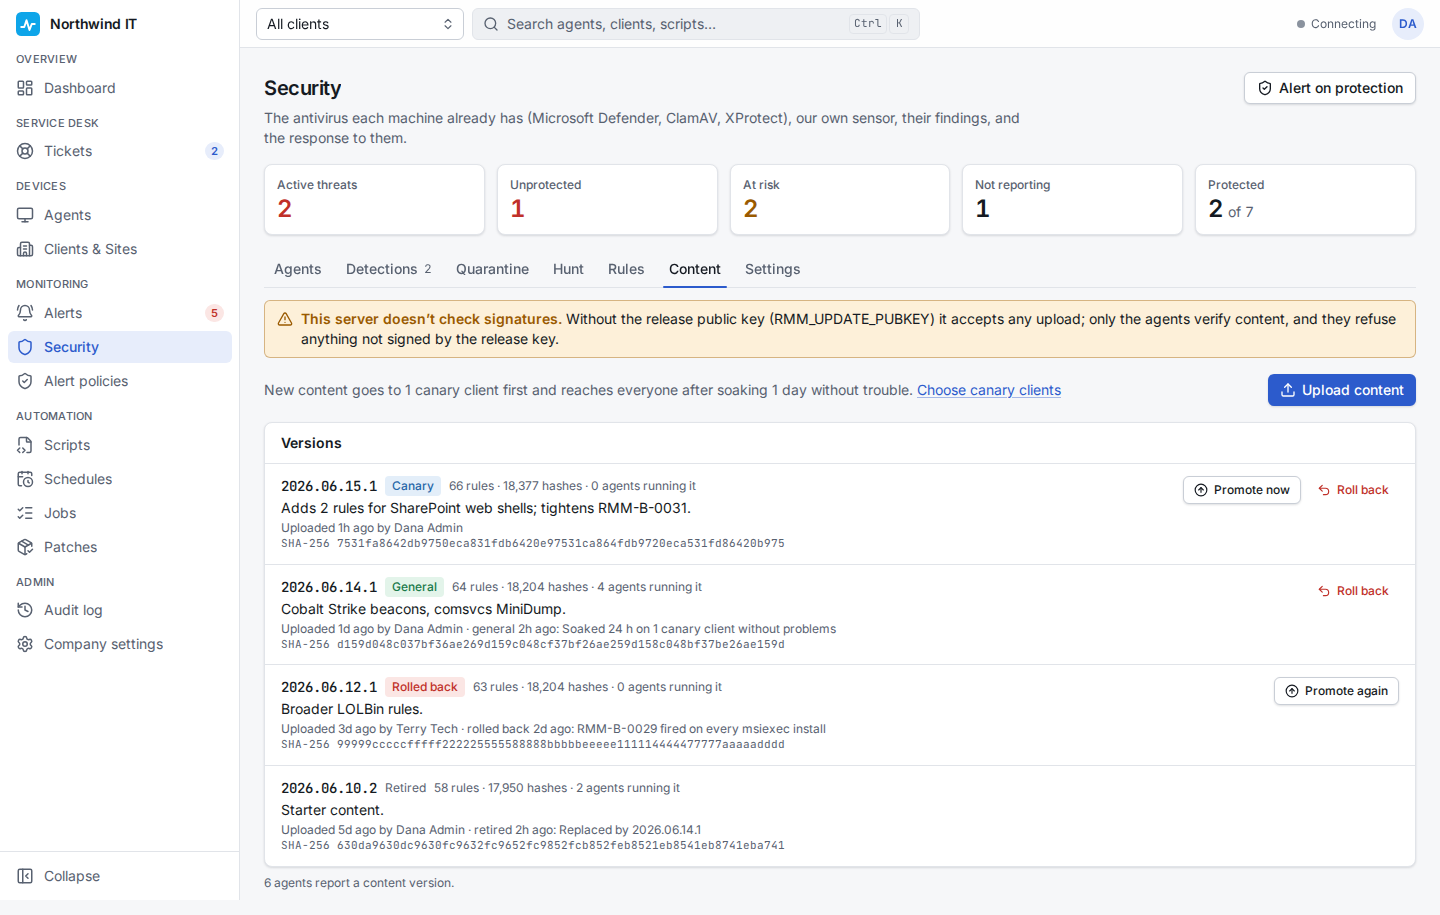 Northwind IT
All clients
Search agents, clients, scripts...
Ctrl K
Connecting
DA
OVERVIEW
Dashboard
SERVICE DESK
Tickets 2
DEVICES
Agents
Clients & Sites
MONITORING
Alerts 5
Security
Alert policies
AUTOMATION
Scripts
Schedules
Jobs
Patches
ADMIN
Audit log
Company settings
Collapse
Security
Alert on protection
The antivirus each machine already has (Microsoft Defender, ClamAV, XProtect), our own sensor, their findings, and
the response to them.
Active threats
2
Unprotected
1
At risk
2
Not reporting
1
Protected
2 of 7
Agents Detections 2 Quarantine Hunt Rules Content Settings
This server doesn't check signatures. Without the release public key (RMM_UPDATE_PUBKEY) it accepts any upload; only the agents verify content, and they refuse
anything not signed by the release key.
New content goes to 1 canary client first and reaches everyone after soaking 1 day without trouble. Choose canary clients
Upload content
Versions
2026.06.15.1 Canary 66 rules · 18,377 hashes · 0 agents running it
Promote now Roll back
Adds 2 rules for SharePoint web shells; tightens RMM-B-0031.
Uploaded 1h ago by Dana Admin
SHA-256 7531fa8642db9750eca831fdb6420e97531ca864fdb9720eca531fd86420b975
2026.06.14.1 General 64 rules · 18,204 hashes · 4 agents running it
Roll back
Cobalt Strike beacons, comsvcs MiniDump.
Uploaded 1d ago by Dana Admin · general 2h ago: Soaked 24 h on 1 canary client without problems
SHA-256 d159d048c037bf36ae269d159c048cf37bf26ae259d158c048bf37be26ae159d
2026.06.12.1 Rolled back 63 rules · 18,204 hashes · 0 agents running it
Promote again
Broader LOLBin rules.
Uploaded 3d ago by Terry Tech · rolled back 2d ago: RMM-B-0029 fired on every msiexec install
SHA-256 99999cccccfffff222225555588888bbbbbeeeee111114444477777aaaaadddd
2026.06.10.2 Retired 58 rules · 17,950 hashes · 2 agents running it
Starter content.
Uploaded 5d ago by Dana Admin · retired 2h ago: Replaced by 2026.06.14.1
SHA-256 630da9630dc9630fc9632fc9652fc9852fcb852feb8521eb8541eb8741eba741
6 agents report a content version.